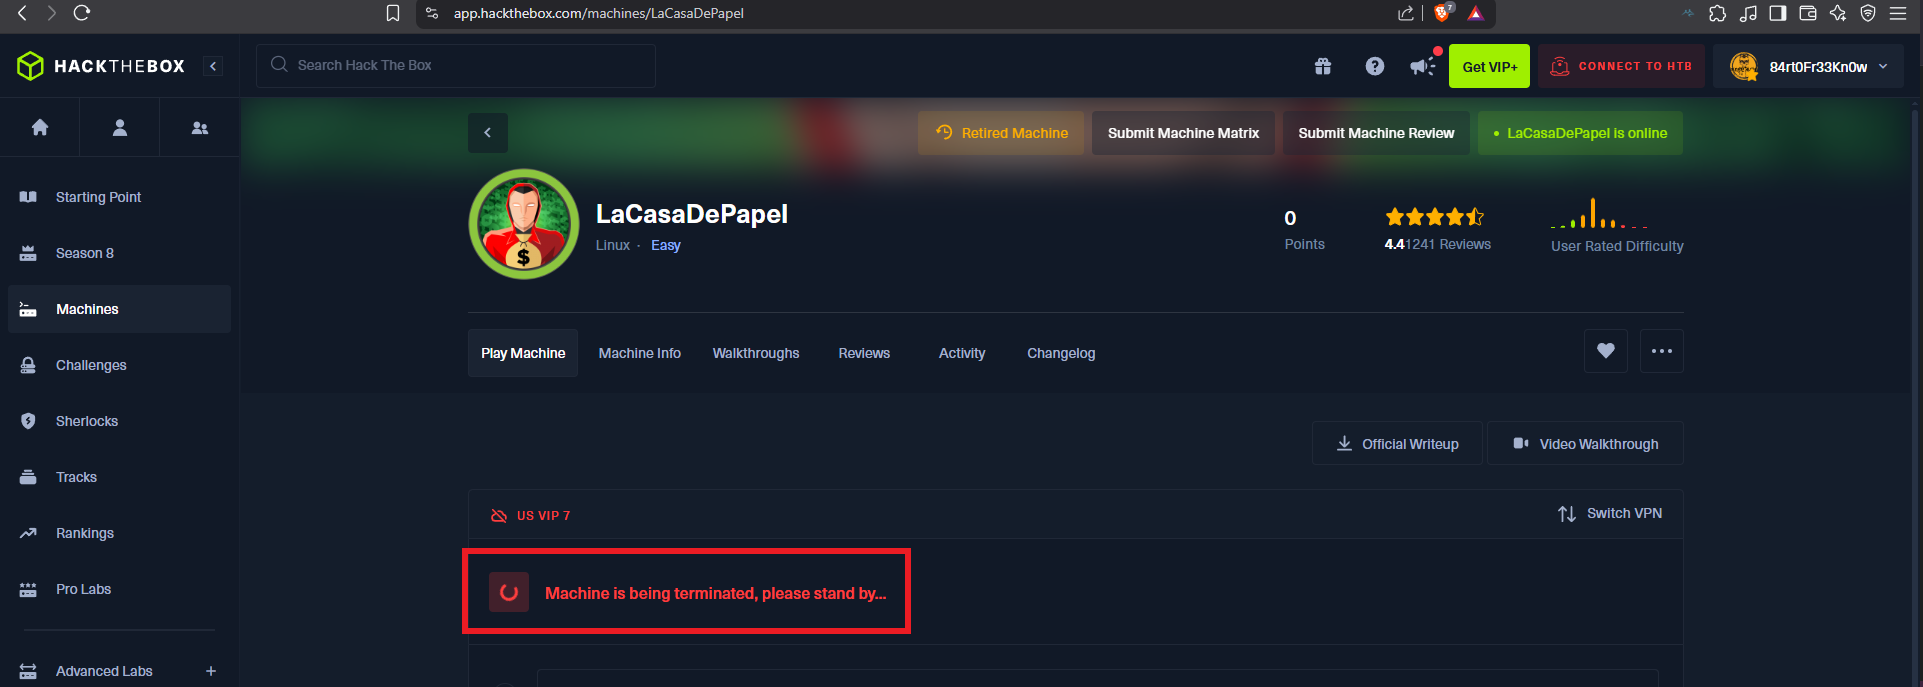 app.hackthebox.com/machines/LaCasaDePapel
7
HACKTHEBOX
Search Hack The Box
Get VIP+
CONNECT TO HTB
84rt0Fr33Kn0w
Retired Machine
Submit Machine Matrix
Submit Machine Review
LaCasaDePapel is online
Starting Point
Season 8
Machines
Challenges
Sherlocks
Tracks
Rankings
Pro Labs
Advanced Labs +
$
LaCasaDePapel
Linux · Easy
0
Points
4.41241 Reviews
User Rated Difficulty
Play Machine
Machine Info
Walkthroughs
Reviews
Activity
Changelog
Official Writeup
Video Walkthrough
US VIP 7
Switch VPN
Machine is being terminated, please stand by...